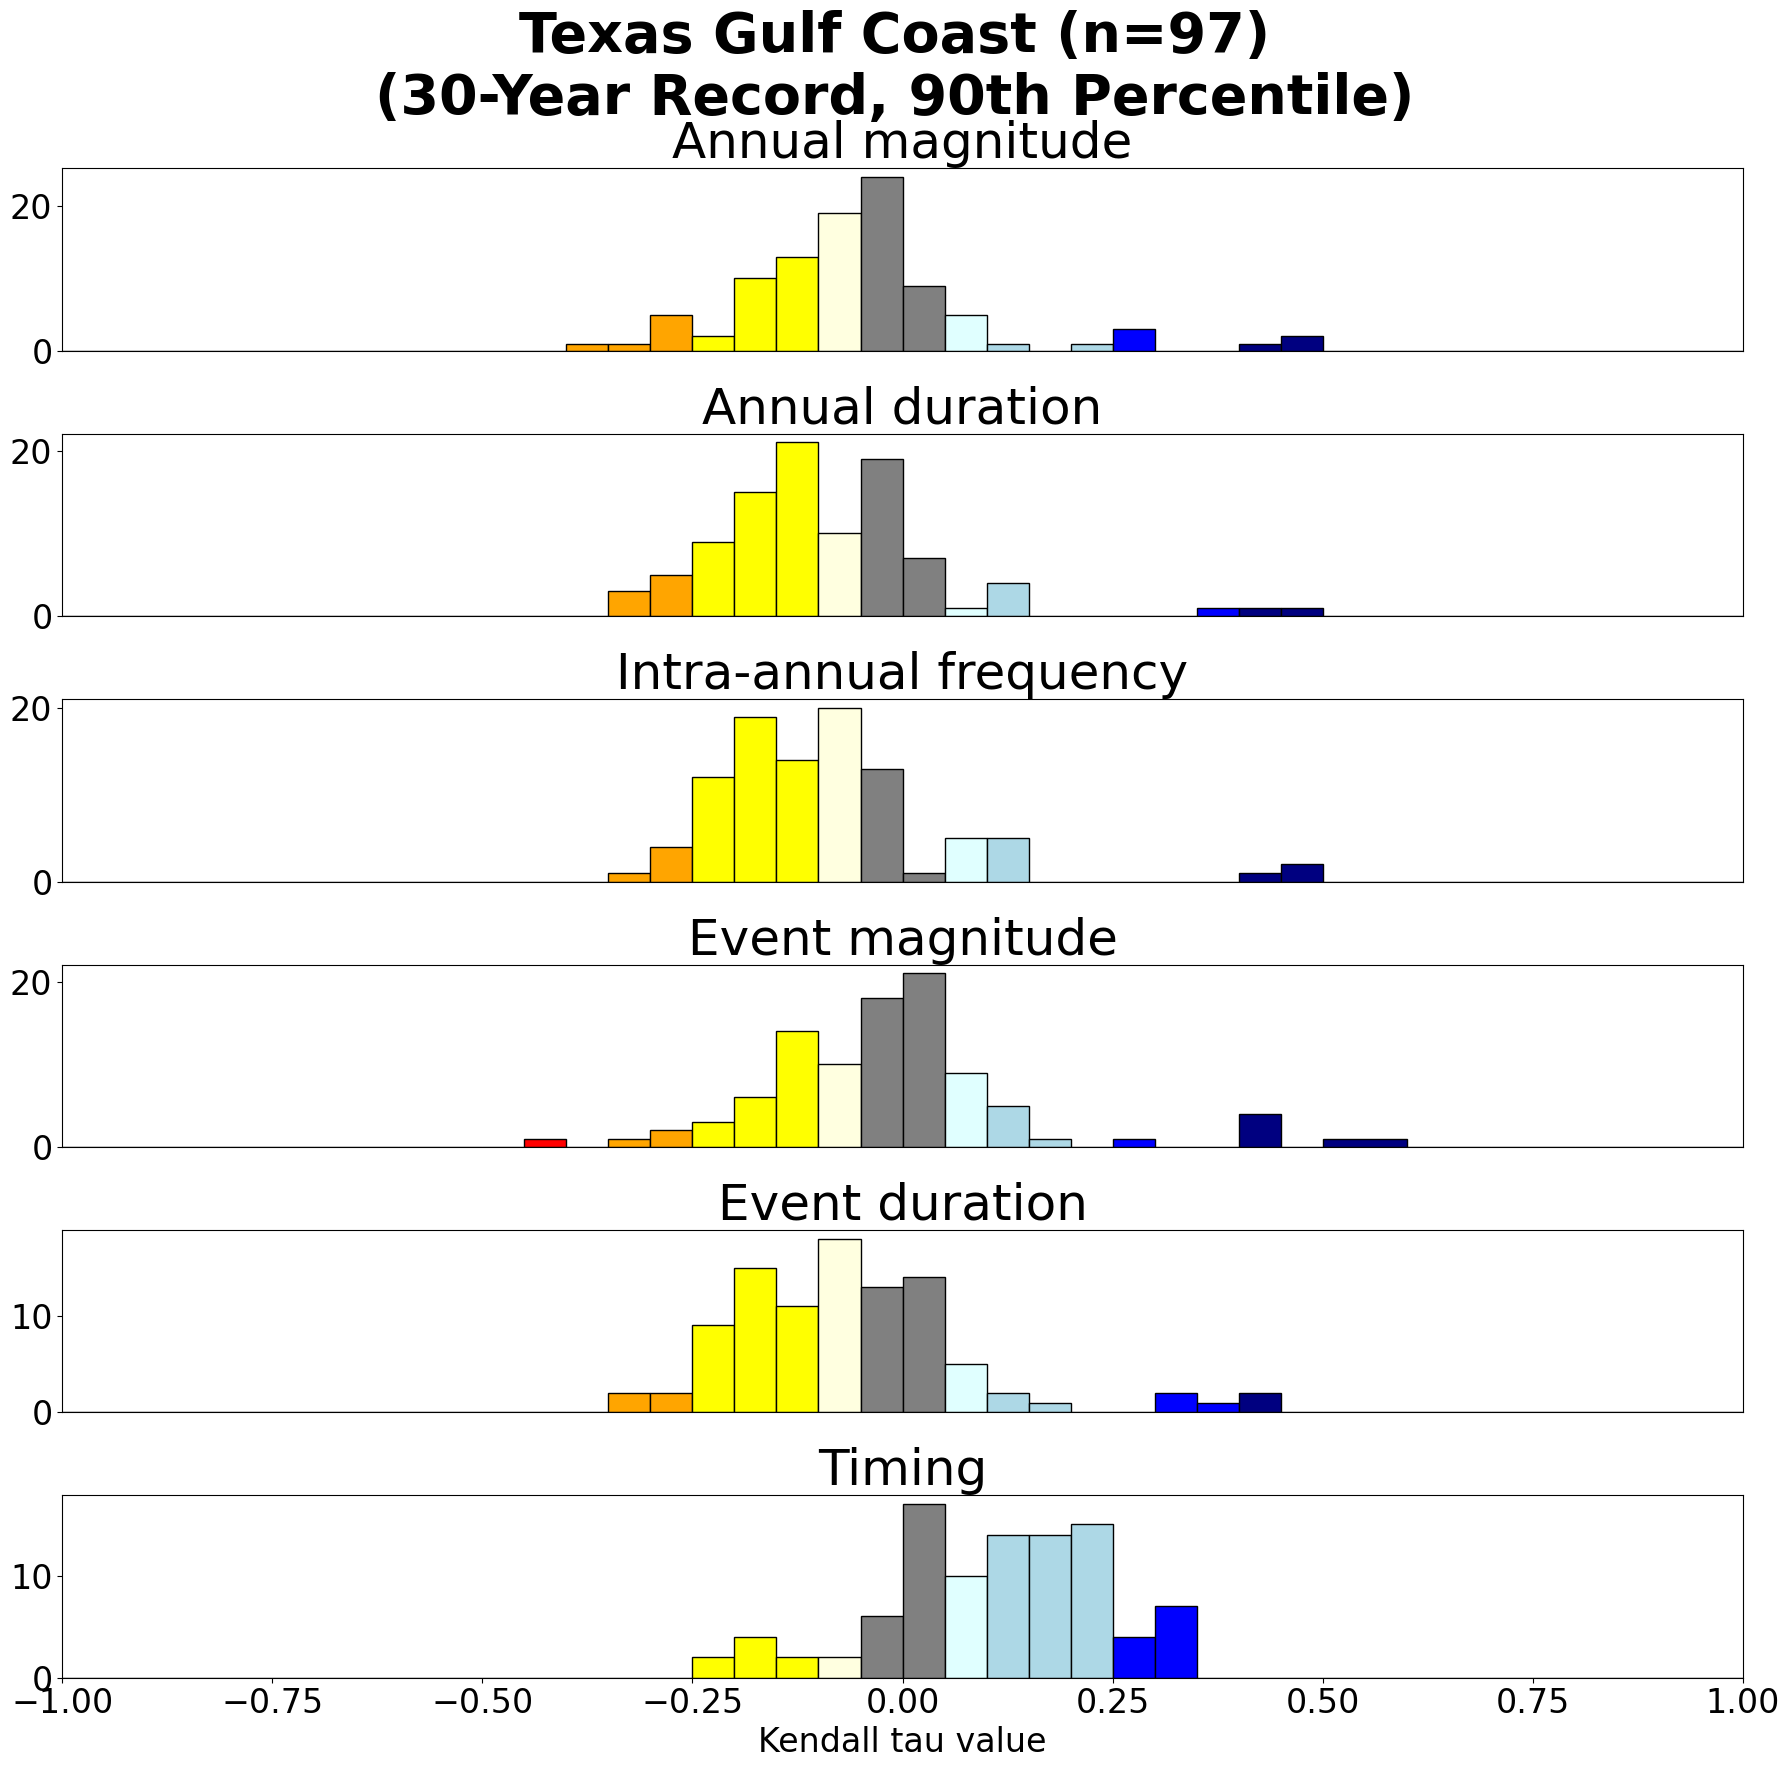 Texas Gulf Coast (n=97)
(30-Year Record, 90th Percentile)
Annual magnitude
20
0
Annual duration
20
0
Intra-annual frequency
20
0
Event magnitude
20
0
Event duration
10
0
Timing
10
0
−1.00 −0.75 −0.50 −0.25 0.00 0.25 0.50 0.75 1.00
Kendall tau value